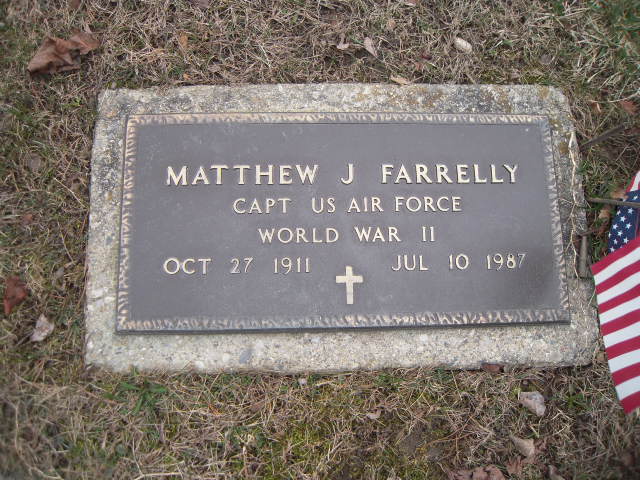 MATTHEW J FARRELLY
CAPT US AIR FORCE
WORLD WAR II
OCT 27 1911 JUL 10 1987